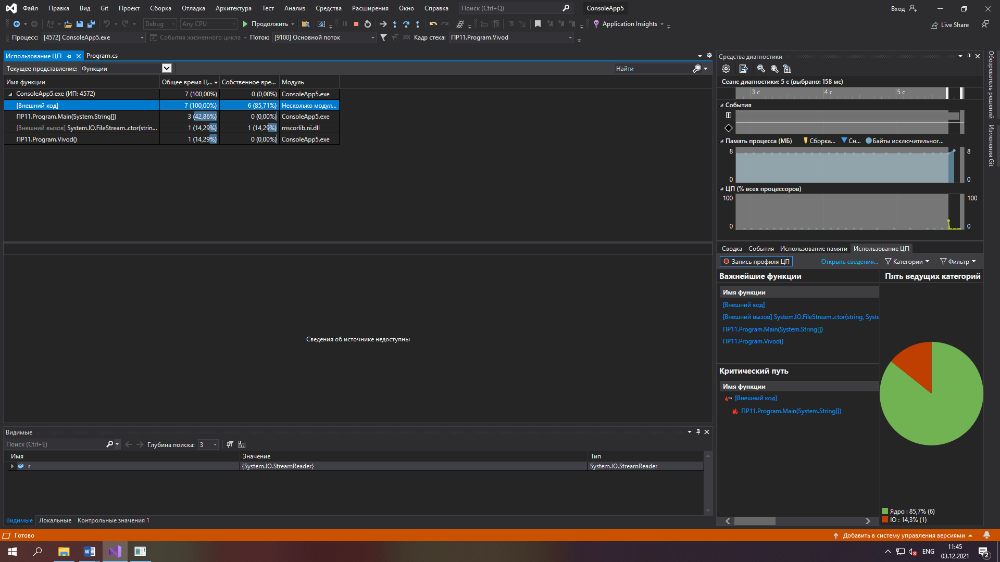 Файл Правка Вид Git Проект Сборка Отладка Архитектура Тест Анализ Средства Расширения Окно Справка Поиск (Ctrl+Q) ConsoleApp5 Вход
Debug Any CPU Продолжить Application Insights Live Share
Процесс: [4572] ConsoleApp5.exe События жизненного цикла Поток: [9100] Основной поток Кадр стека: ПР11.Program.Vivod
Использование ЦП Program.cs
Текущее представление: Функции Найти
Имя функции Общее время Ц... Собственное вре... Модуль
ConsoleApp5.exe (ИП: 4572) 7 (100,00%) 0 (0,00%) ConsoleApp5.exe
[Внешний код] 7 (100,00%) 6 (85,71%) Несколько модул...
ПР11.Program.Main(System.String[]) 3 (42,86%) 0 (0,00%) ConsoleApp5.exe
[Внешний вызов] System.IO.FileStream..ctor(strin... 1 (14,29%) 1 (14,29%) mscorlib.ni.dll
ПР11.Program.Vivod() 1 (14,29%) 0 (0,00%) ConsoleApp5.exe
Сведения об источнике недоступны
Видимые
Поиск (Ctrl+E) Глубина поиска: 3
Имя Значение Тип
r {System.IO.StreamReader} System.IO.StreamReader
Видимые Локальные Контрольные значения 1
Средства диагностики
Сеанс диагностики: 5 с (выбрано: 158 мс)
3 с 4 с 5 с
События
Память процесса (МБ) Сборка... Сн... Байты исключительног...
8 8
0 0
ЦП (% всех процессоров)
100 100
0 0
Сводка События Использование памяти Использование ЦП
Запись профиля ЦП Открыть сведения... Категории Фильтр
Важнейшие функции
Имя функции
[Внешний код]
[Внешний вызов] System.IO.FileStream..ctor(string, Syste
ПР11.Program.Main(System.String[])
ПР11.Program.Vivod()
Критический путь
Имя функции
[Внешний код]
ПР11.Program.Main(System.String[])
Пять ведущих категорий
Ядро : 85,7% (6)
IO : 14,3% (1)
Обозреватель решений
Изменения Git
Готово Добавить в систему управления версиями
ENG 11:45
03.12.2021
2